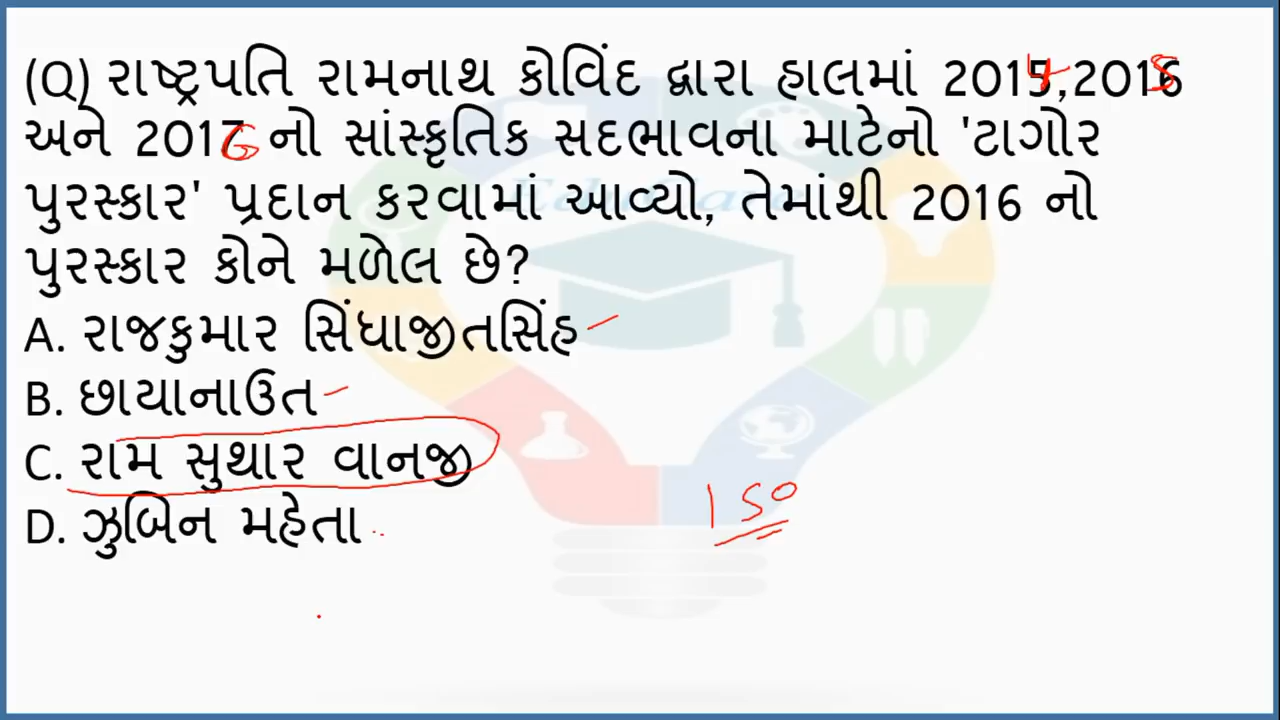 (Q) રાષ્ટ્રપતિ રામનાથ કોવિંદ દ્વારા હાલમાં 2015,2016
અને 2017 નો સાંસ્કૃતિક સદભાવના માટેનો 'ટાગોર
પુરસ્કાર' પ્રદાન કરવામાં આવ્યો, તેમાંથી 2016 નો
પુરસ્કાર કોને મળેલ છે?
A. રાજકુમાર સિંઘાજીતસિંહ
B. છાયાનાઉત
C. રામ સુથાર વાનજી
D. ઝુબિન મહેતા
150